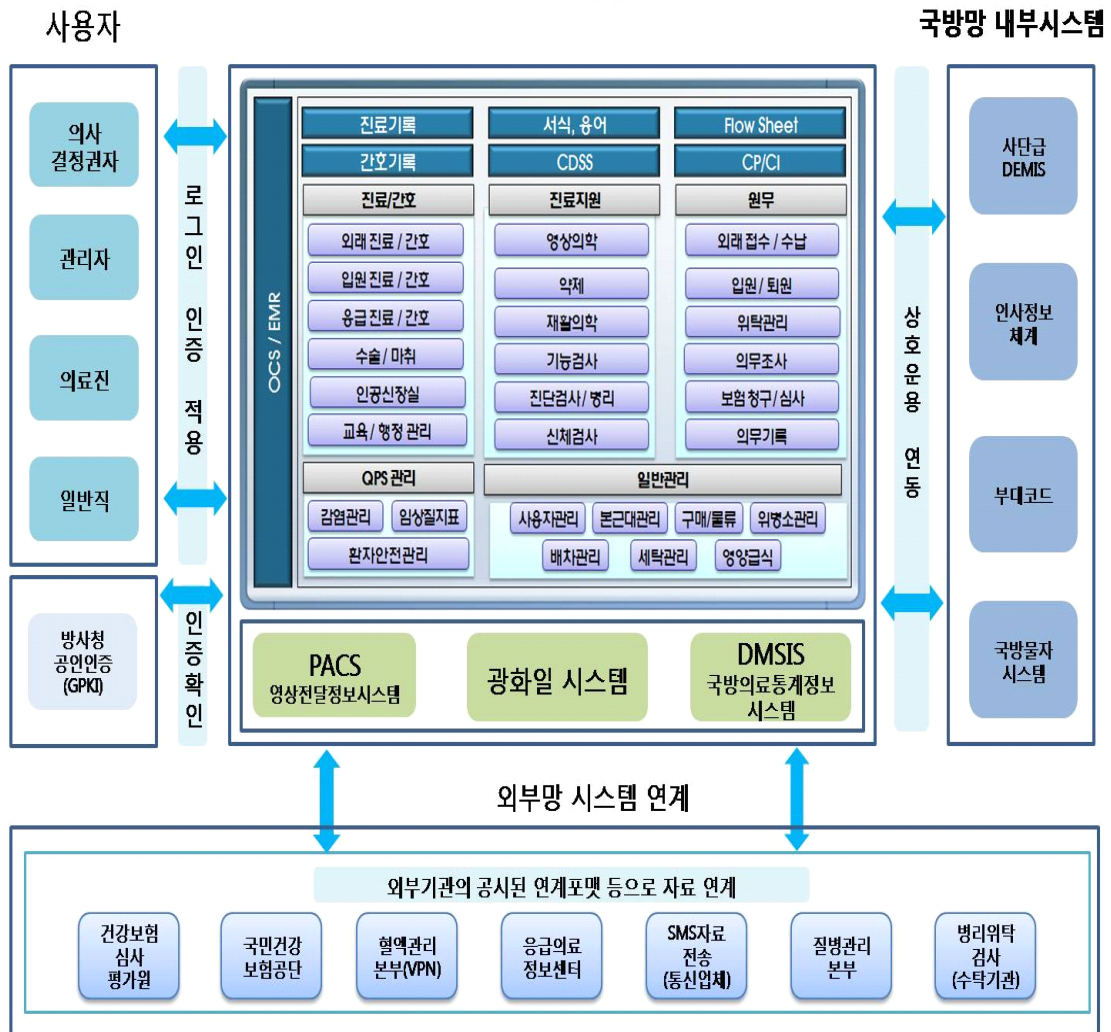 사용자
국방망 내부시스템
의사
결정권자
관리자
의료진
일반직
방사청
공인인증
(GPKI)
로그인 인증 적용
인증확인
OCS / EMR
진료기록
서식, 용어
Flow Sheet
간호기록
CDSS
CP/CI
진료/간호
진료지원
원무
외래 진료 / 간호
영상의학
외래 접수 / 수납
입원 진료 / 간호
약제
입원 / 퇴원
응급 진료 / 간호
재활의학
위탁관리
수술 / 마취
기능검사
의무조사
인공신장실
진단검사 / 병리
보험 청구 / 심사
교육 / 행정 관리
신체검사
의무기록
QPS 관리
일반관리
감염관리
임상질지표
환자안전관리
사용자관리
본근대관리
구매/물류
위병소관리
배차관리
세탁관리
영양급식
PACS
영상전달정보시스템
광화일 시스템
DMSIS
국방의료통계정보
시스템
상호운용 연동
사단급
DEMIS
인사정보
체계
부대코드
국방물자
시스템
외부망 시스템 연계
외부기관의 공시된 연계포맷 등으로 자료 연계
건강보험
심사
평가원
국민건강
보험공단
혈액관리
본부(VPN)
응급의료
정보센터
SMS자료
전송
(통신업체)
질병관리
본부
병리위탁
검사
(수탁기관)